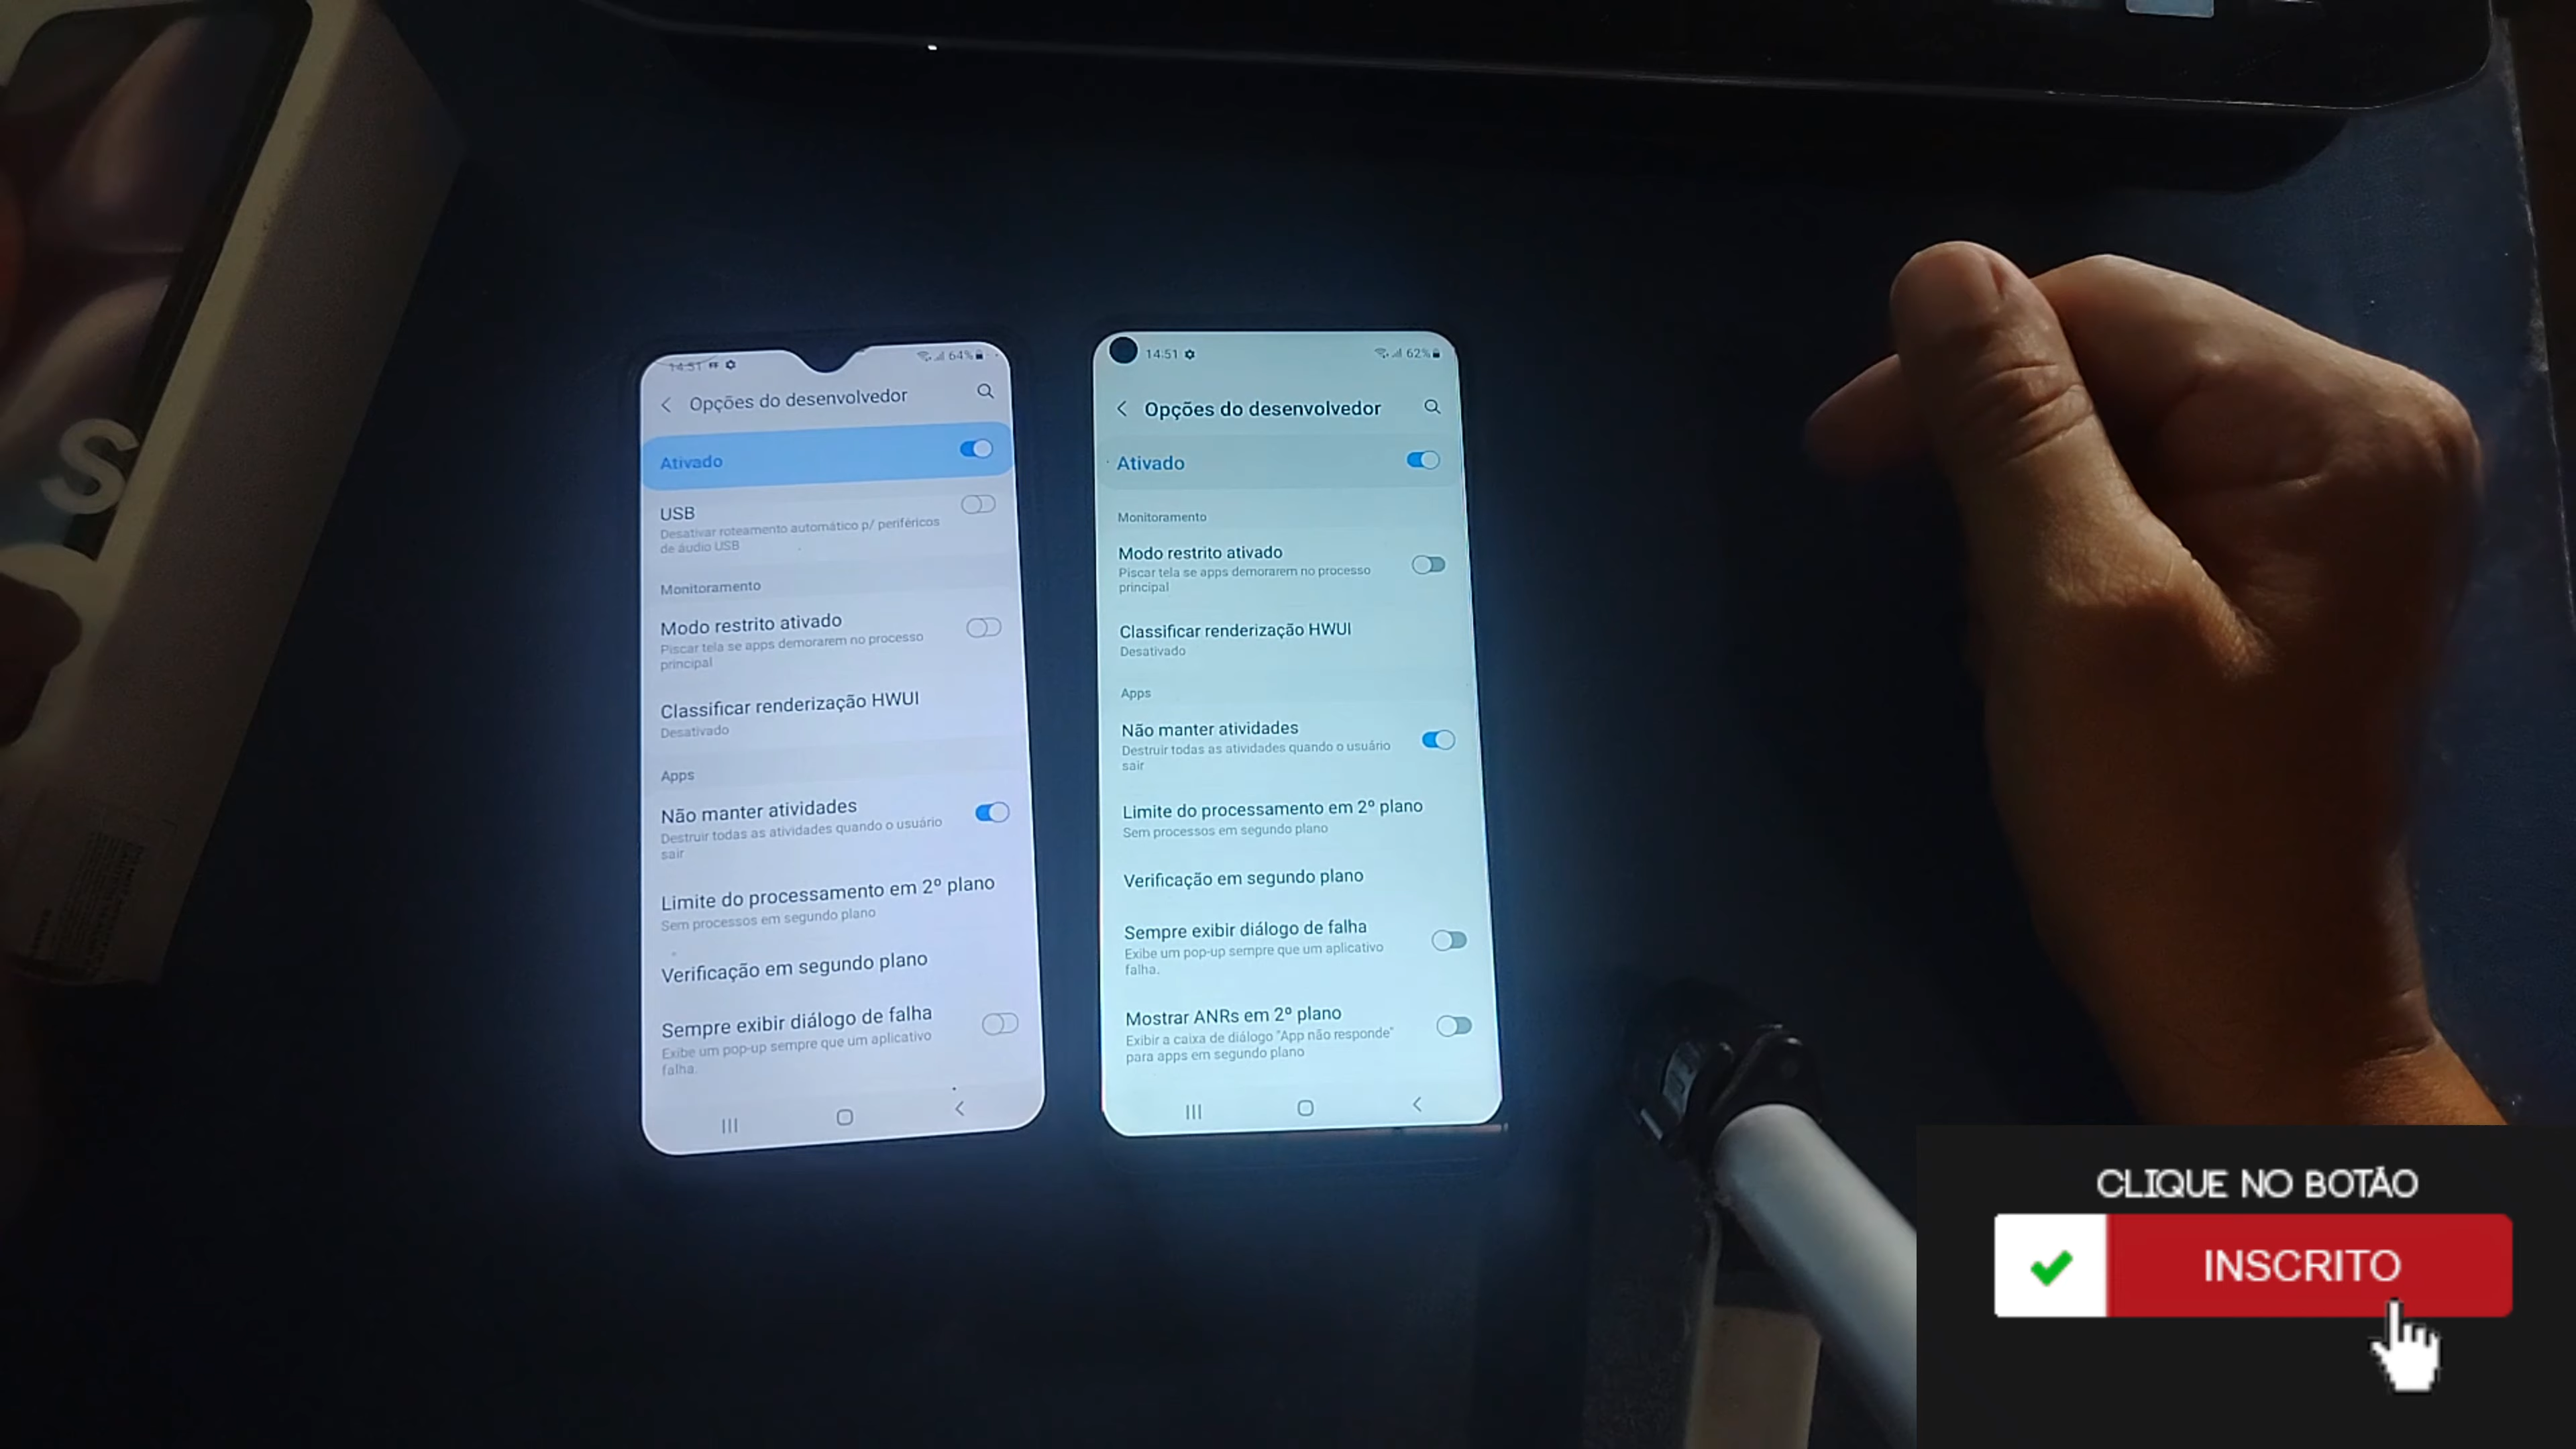 S
14:51
64%
Opções do desenvolvedor
Ativado
USB
Desativar roteamento automático p/ periféricos
de áudio USB
Monitoramento
Modo restrito ativado
Piscar tela se apps demorarem no processo
principal
Classificar renderização HWUI
Desativado
Apps
Não manter atividades
Destruir todas as atividades quando o usuário
sair
Limite do processamento em 2º plano
Sem processos em segundo plano
Verificação em segundo plano
Sempre exibir diálogo de falha
Exibe um pop-up sempre que um aplicativo
falha.
14:51
62%
Opções do desenvolvedor
Ativado
Monitoramento
Modo restrito ativado
Piscar tela se apps demorarem no processo
principal
Classificar renderização HWUI
Desativado
Apps
Não manter atividades
Destruir todas as atividades quando o usuário
sair
Limite do processamento em 2º plano
Sem processos em segundo plano
Verificação em segundo plano
Sempre exibir diálogo de falha
Exibe um pop-up sempre que um aplicativo
falha.
Mostrar ANRs em 2º plano
Exibir a caixa de diálogo "App não responde"
para apps em segundo plano
CLIQUE NO BOTÃO
INSCRITO